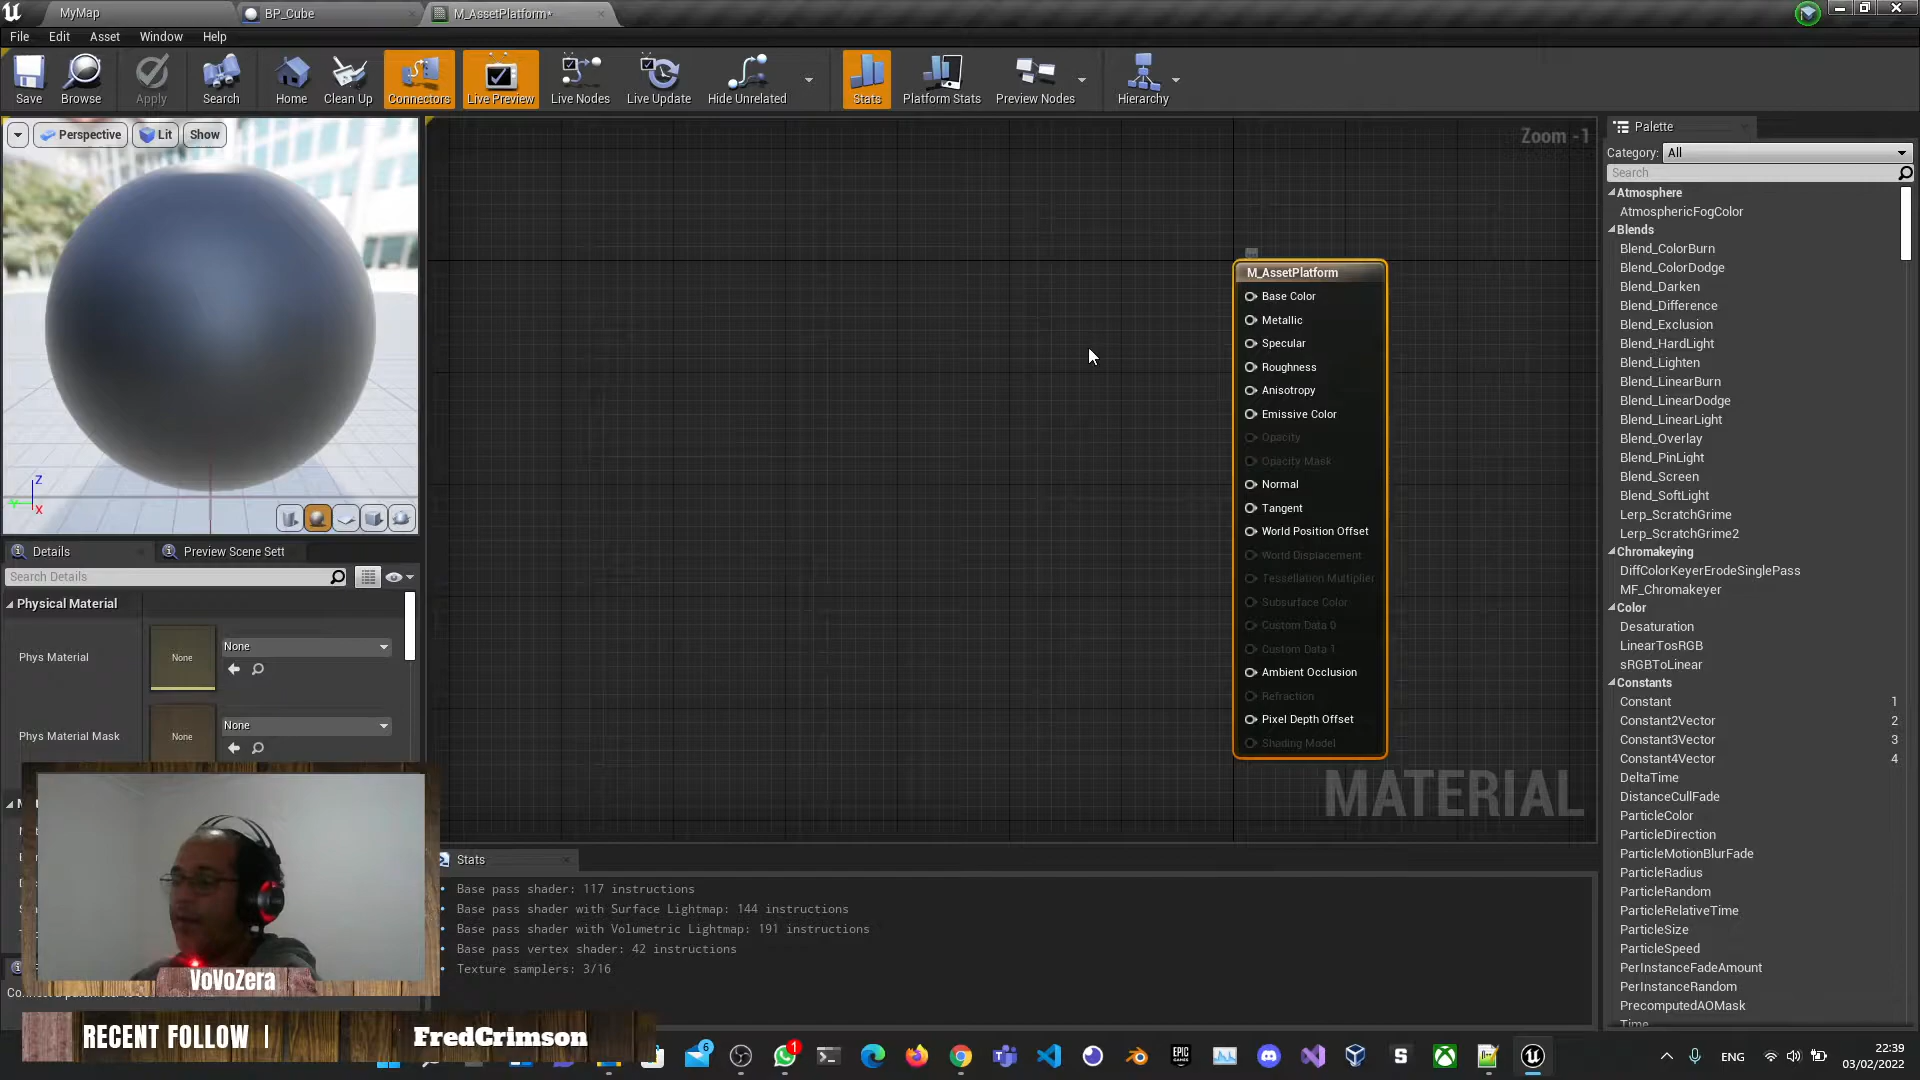 MyMap
BP_Cube
M_AssetPlatform*
File
Edit
Asset
Window
Help
Save
Browse
Apply
Search
Home
Clean Up
Connectors
Live Preview
Live Nodes
Live Update
Hide Unrelated
Stats
Platform Stats
Preview Nodes
Hierarchy
Perspective
Lit
Show
Z
X
Zoom -1
M_AssetPlatform
Base Color
Metallic
Specular
Roughness
Anisotropy
Emissive Color
Opacity
Opacity Mask
Normal
Tangent
World Position Offset
World Displacement
Tessellation Multiplier
Subsurface Color
Custom Data 0
Custom Data 1
Ambient Occlusion
Refraction
Pixel Depth Offset
Shading Model
MATERIAL
Palette
Category:
All
Search
Atmosphere
AtmosphericFogColor
Blends
Blend_ColorBurn
Blend_ColorDodge
Blend_Darken
Blend_Difference
Blend_Exclusion
Blend_HardLight
Blend_Lighten
Blend_LinearBurn
Blend_LinearDodge
Blend_LinearLight
Blend_Overlay
Blend_PinLight
Blend_Screen
Blend_SoftLight
Lerp_ScratchGrime
Lerp_ScratchGrime2
Chromakeying
DiffColorKeyerErodeSinglePass
MF_Chromakeyer
Color
Desaturation
LinearTosRGB
sRGBToLinear
Constants
Constant 1
Constant2Vector 2
Constant3Vector 3
Constant4Vector 4
DeltaTime
DistanceCullFade
ParticleColor
ParticleDirection
ParticleMotionBlurFade
ParticleRadius
ParticleRandom
ParticleRelativeTime
ParticleSize
ParticleSpeed
PerInstanceFadeAmount
PerInstanceRandom
PrecomputedAOMask
Time
Details
Preview Scene Sett
Search Details
Physical Material
Phys Material
None
None
Phys Material Mask
None
None
Stats
Base pass shader: 117 instructions
Base pass shader with Surface Lightmap: 144 instructions
Base pass shader with Volumetric Lightmap: 191 instructions
Base pass vertex shader: 42 instructions
Texture samplers: 3/16
VoVoZera
RECENT FOLLOW |
FredCrimson
6
1
EPIC GAMES
ENG
22:39
03/02/2022